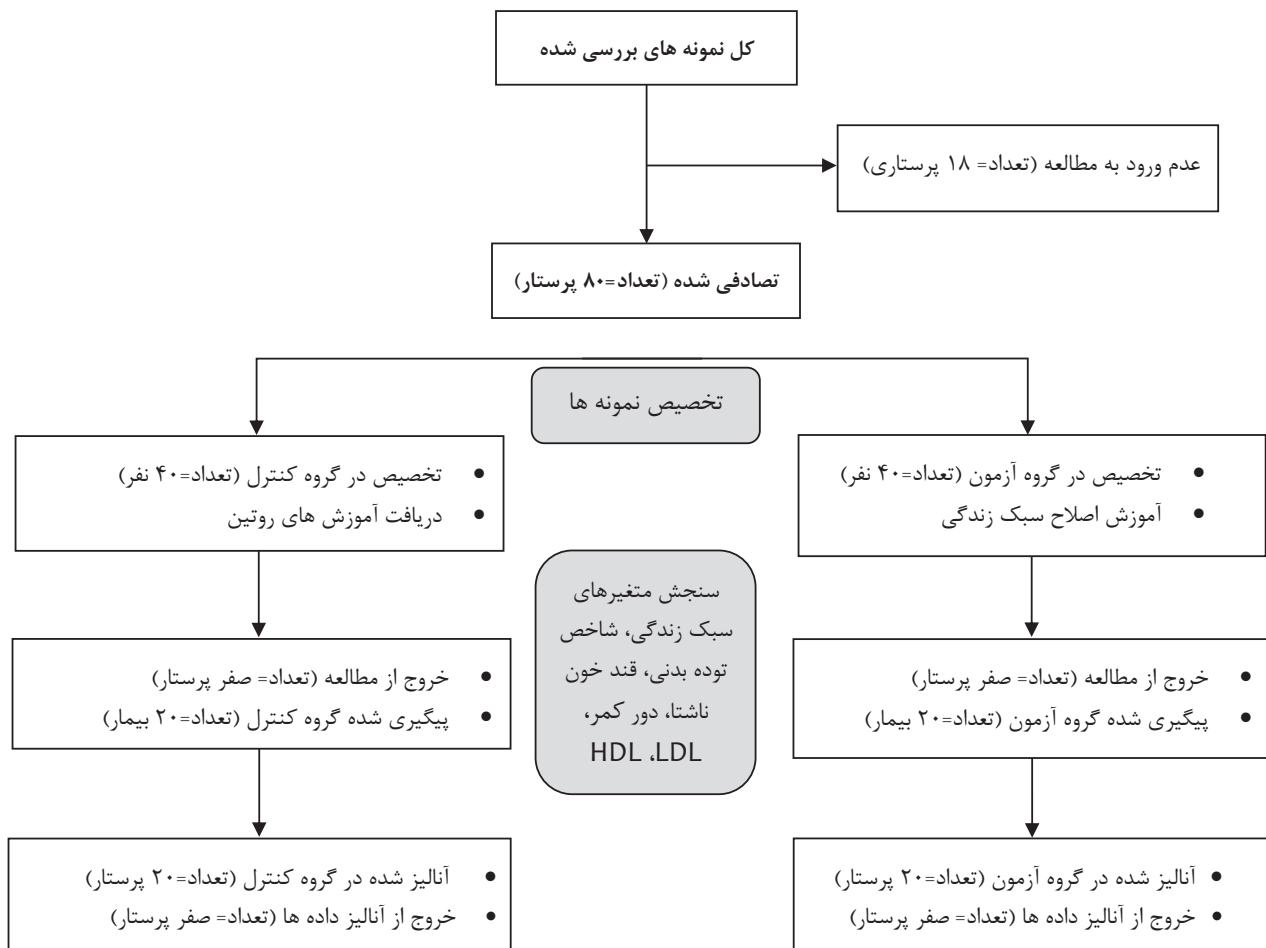 کل نمونه های بررسی شده
عدم ورود به مطالعه (تعداد= ۱۸ پرستاری)
تصادفی شده (تعداد=۸۰ پرستار)
تخصیص نمونه ها
• تخصیص در گروه آزمون (تعداد=۴۰ نفر)
• آموزش اصلاح سبک زندگی
• تخصیص در گروه کنترل (تعداد=۴۰ نفر)
• دریافت آموزش های روتین
سنجش متغیرهای
سبک زندگی، شاخص
توده بدنی، قند خون
ناشتا، دور کمر،
HDL ،LDL
• خروج از مطالعه (تعداد= صفر پرستار)
• پیگیری شده گروه آزمون (تعداد=۲۰ بیمار)
• خروج از مطالعه (تعداد= صفر پرستار)
• پیگیری شده گروه کنترل (تعداد=۲۰ بیمار)
• آنالیز شده در گروه آزمون (تعداد=۲۰ پرستار)
• خروج از آنالیز داده ها (تعداد= صفر پرستار)
• آنالیز شده در گروه کنترل (تعداد=۲۰ پرستار)
• خروج از آنالیز داده ها (تعداد= صفر پرستار)